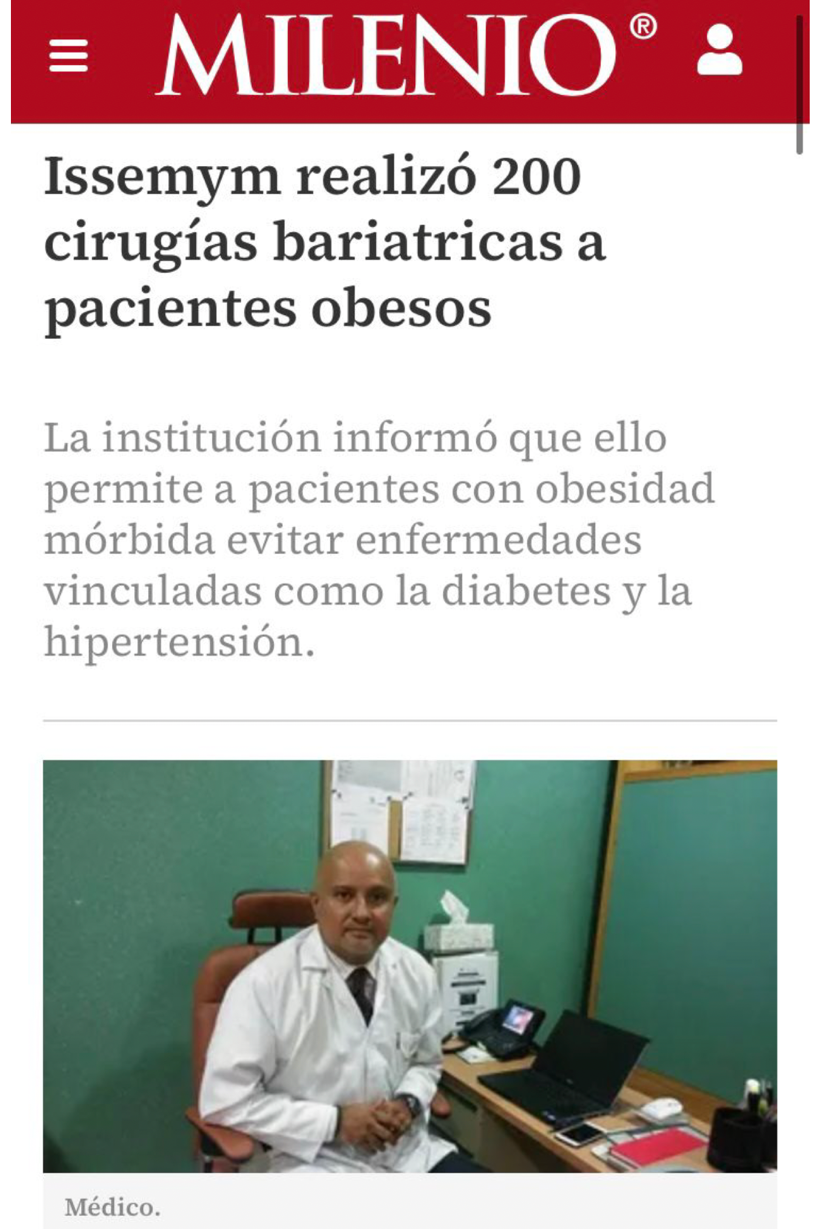 MILENIO®
Issemym realizó 200
cirugías bariatricas a
pacientes obesos
La institución informó que ello
permite a pacientes con obesidad
mórbida evitar enfermedades
vinculadas como la diabetes y la
hipertensión.
Médico.